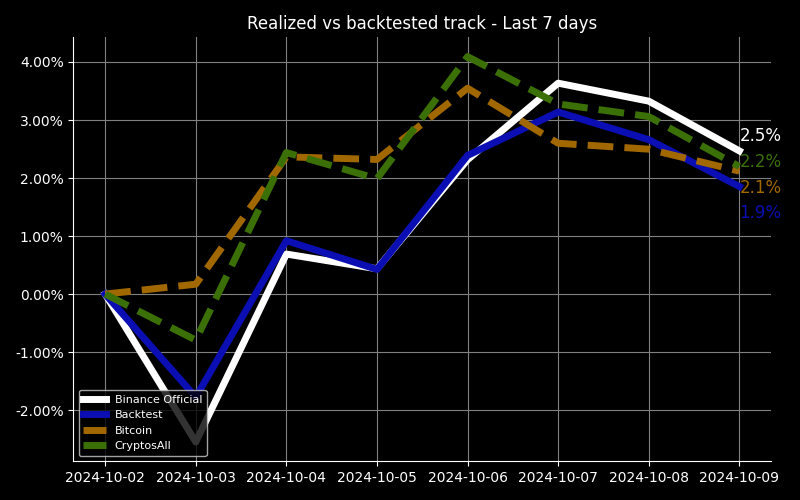 Realized vs backtested track - Last 7 days
4.00%
3.00%
2.00%
1.00%
0.00%
-1.00%
-2.00%
2.5%
2.2%
2.1%
1.9%
Binance Official
Backtest
Bitcoin
CryptosAll
2024-10-02 2024-10-03 2024-10-04 2024-10-05 2024-10-06 2024-10-07 2024-10-08 2024-10-09